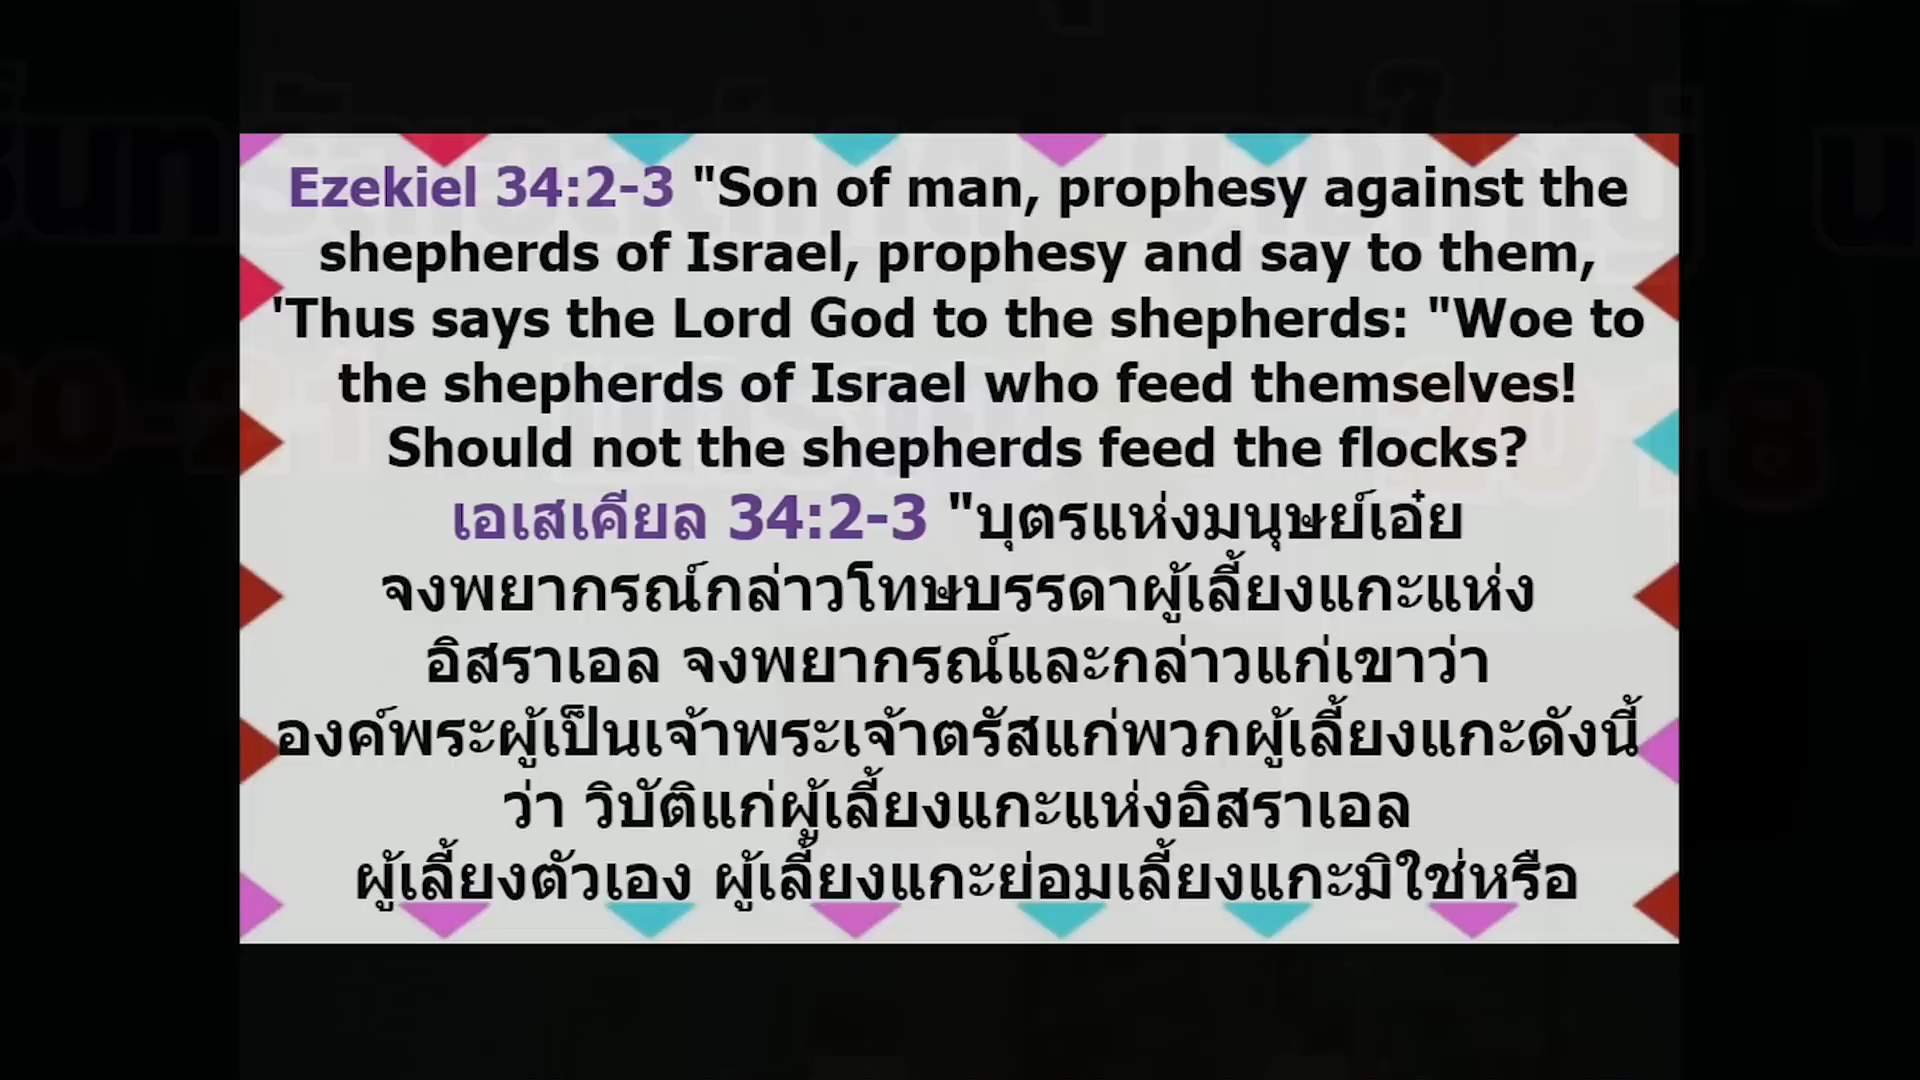 Ezekiel 34:2-3 "Son of man, prophesy against the
shepherds of Israel, prophesy and say to them,
'Thus says the Lord God to the shepherds: "Woe to
the shepherds of Israel who feed themselves!
Should not the shepherds feed the flocks?
เอเสเคียล 34:2-3 "บุตรแห่งมนุษย์เอ๋ย
จงพยากรณ์กล่าวโทษบรรดาผู้เลี้ยงแกะแห่ง
อิสราเอล จงพยากรณ์และกล่าวแก่เขาว่า
องค์พระผู้เป็นเจ้าพระเจ้าตรัสแก่พวกผู้เลี้ยงแกะดังนี้
ว่า วิบัติแก่ผู้เลี้ยงแกะแห่งอิสราเอล
ผู้เลี้ยงตัวเอง ผู้เลี้ยงแกะย่อมเลี้ยงแกะมิใช่หรือ